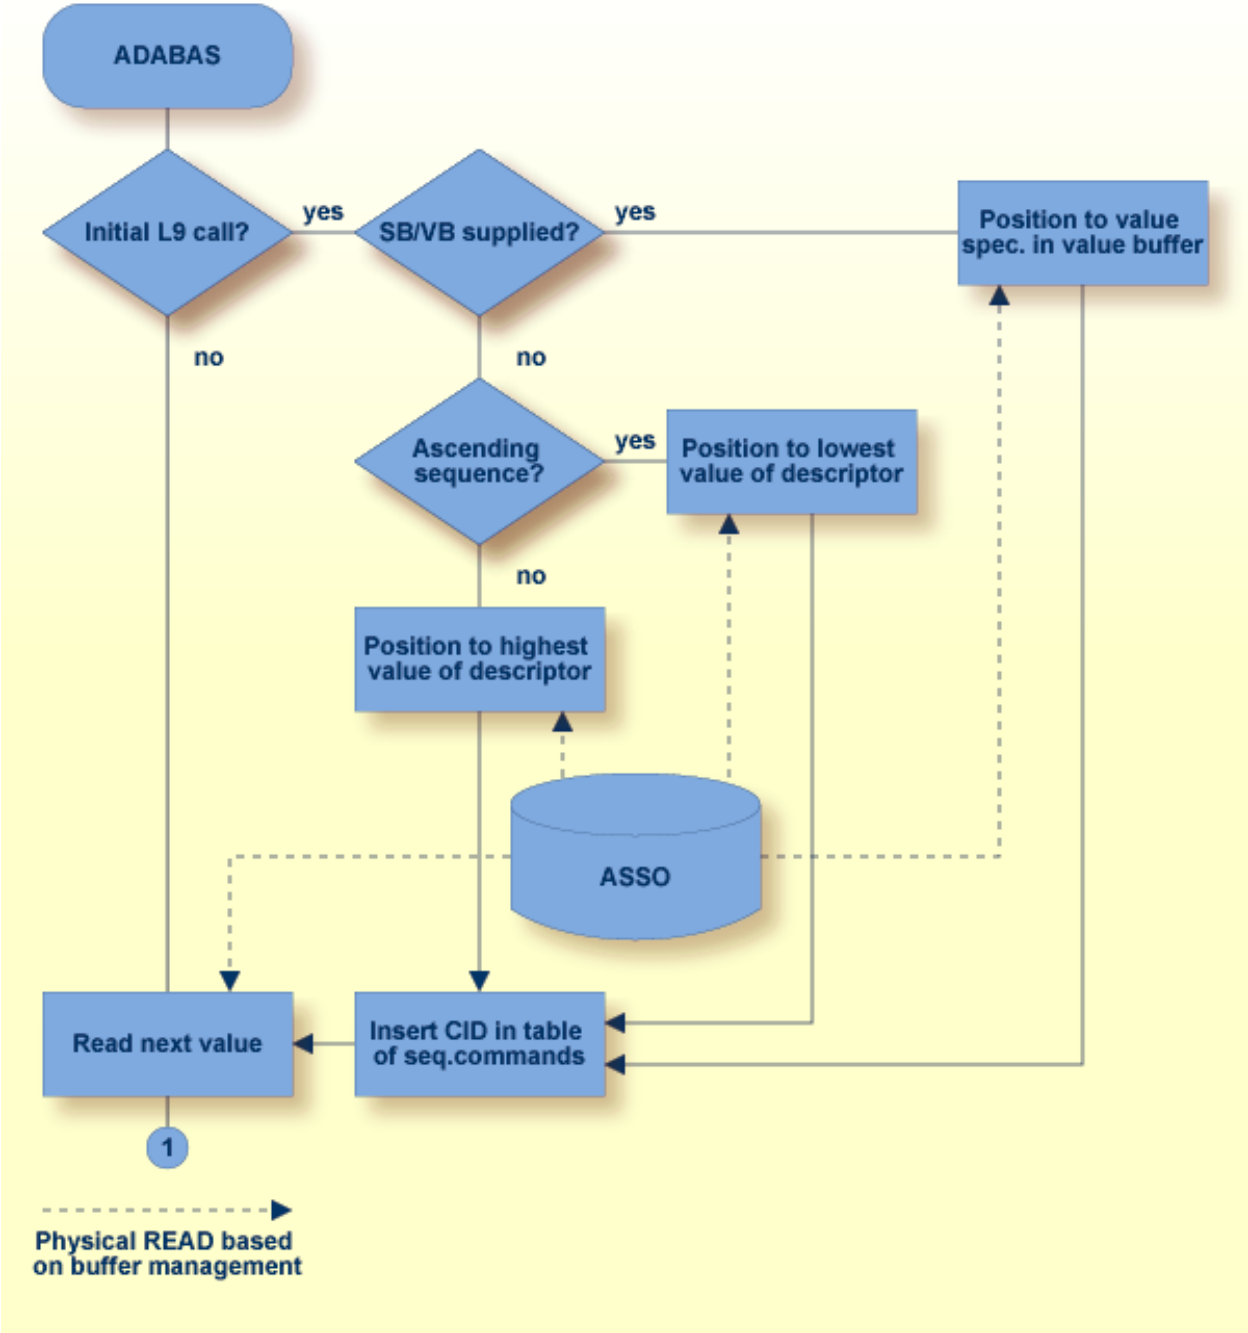 ADABAS
Initial L9 call?
yes
SB/VB supplied?
yes
Position to value
spec. in value buffer
no
no
Ascending
sequence?
yes
Position to lowest
value of descriptor
no
Position to highest
value of descriptor
ASSO
Read next value
Insert CID in table
of seq.commands
1
Physical READ based
on buffer management